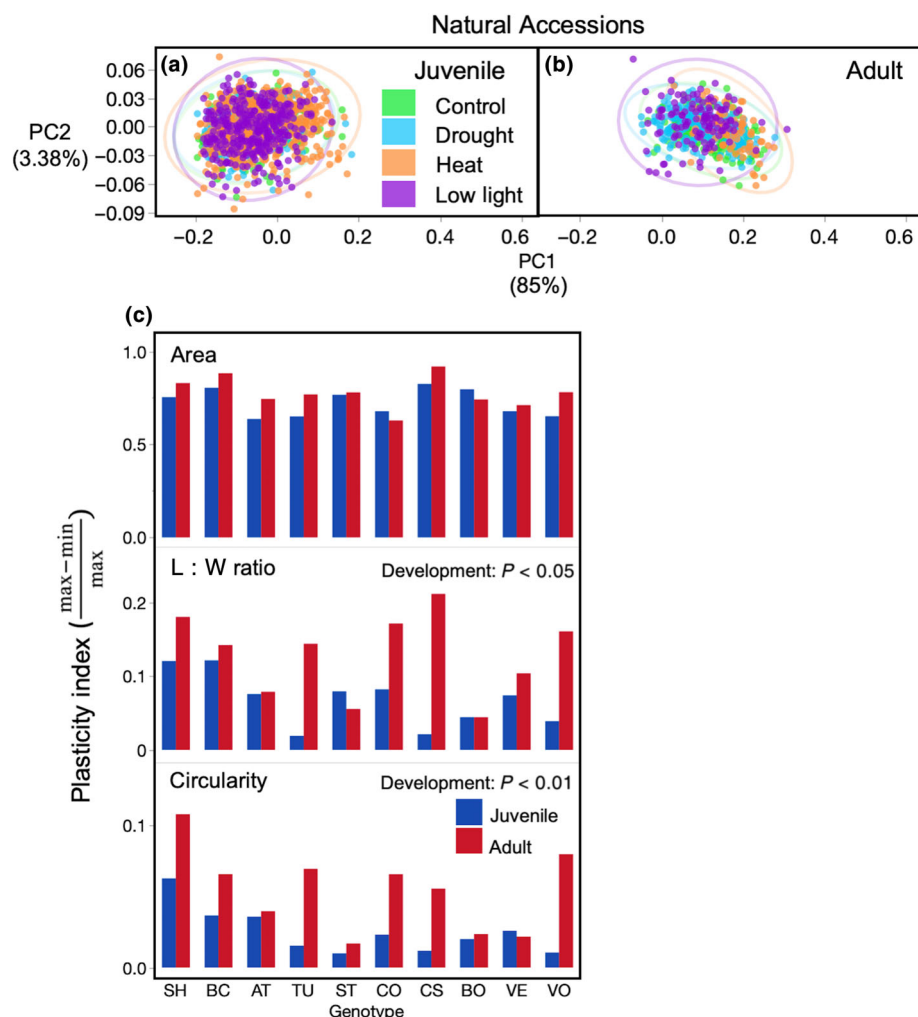 Natural Accessions
(a)
Juvenile
Control
Drought
Heat
Low light
(b)
Adult
PC2
(3.38%)
0.06
0.03
0.00
−0.03
−0.06
−0.09
−0.2 0.0 0.2 0.4 0.6
−0.2 0.0 0.2 0.4 0.6
PC1
(85%)
(c)
Plasticity index (max−min/max)
Area
1.0
0.5
0.0
L : W ratio
Development: P < 0.05
0.2
0.1
0
Circularity
Development: P < 0.01
Juvenile
Adult
0.1
0.0
SH BC AT TU ST CO CS BO VE VO
Genotype